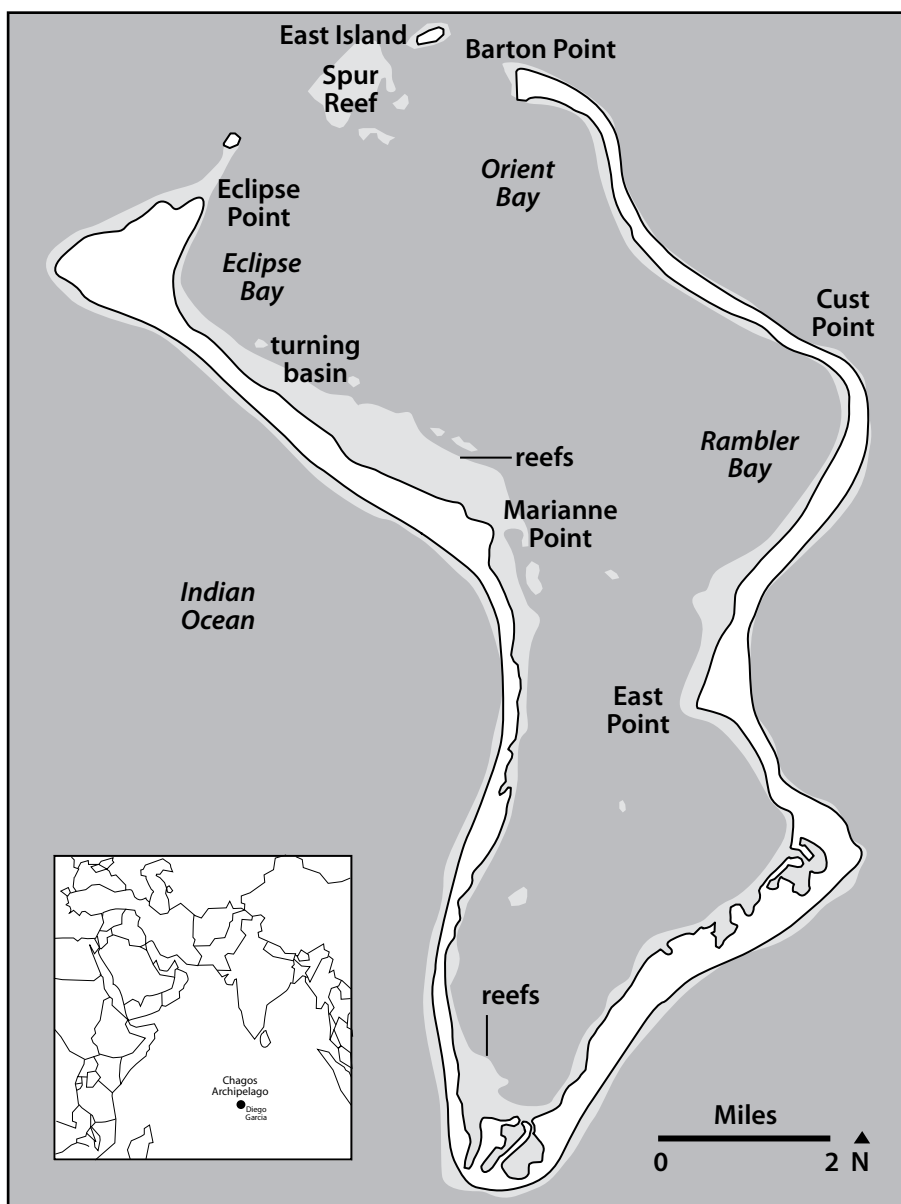 East Island
Barton Point
Spur
Reef
Orient
Bay
Eclipse
Point
Eclipse
Bay
Cust
Point
turning
basin
Rambler
Bay
reefs
Marianne
Point
Indian
Ocean
East
Point
reefs
Chagos
Archipelago
Diego
Garcia
Miles
0 2 N